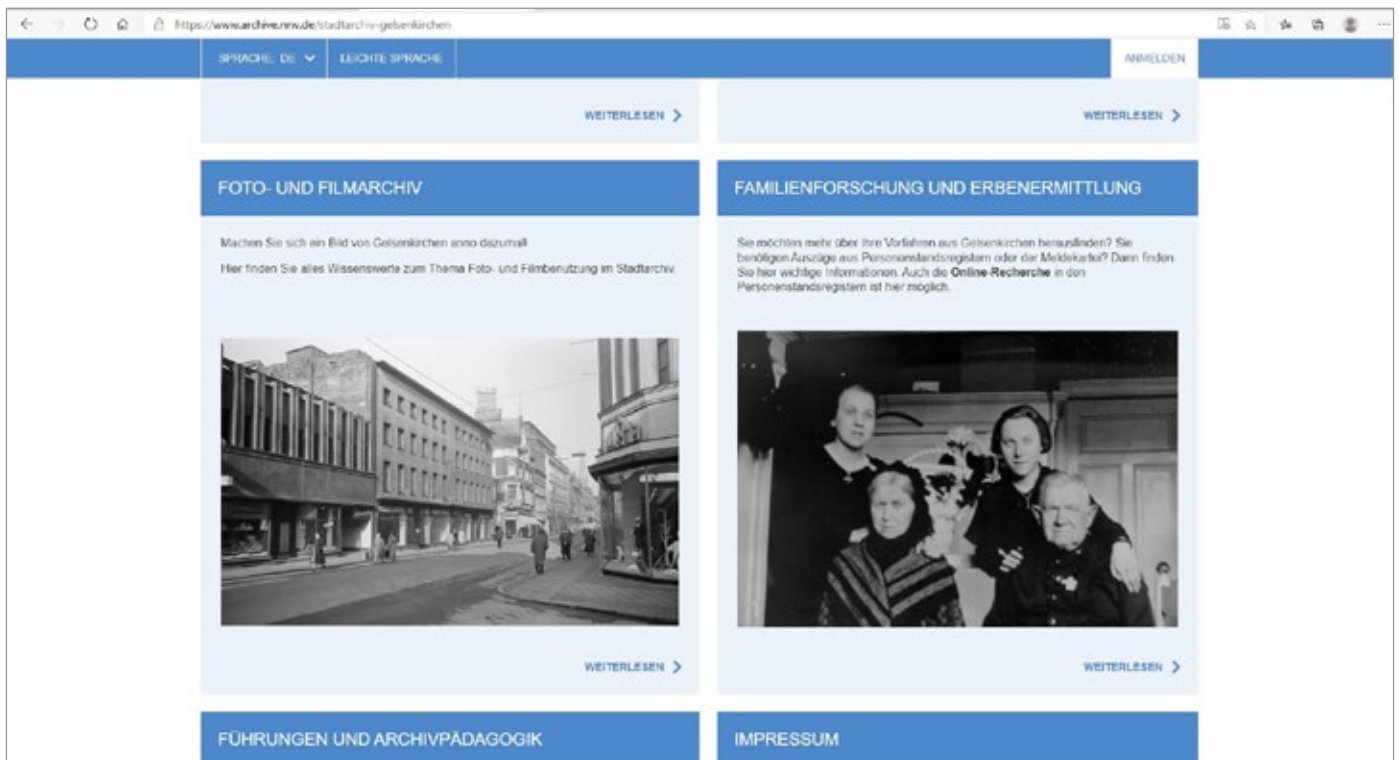 https://www.archive.nrw.de/stadtarchiv-gelsenkirchen
SPRACHE: DE
LEICHTE SPRACHE
ANMELDEN
WEITERLESEN
WEITERLESEN
FOTO- UND FILMARCHIV
Machen Sie sich ein Bild von Gelsenkirchen anno dazumal!
Hier finden Sie alles Wissenswerte zum Thema Foto- und Filmbenutzung im Stadtarchiv.
WEITERLESEN
FAMILIENFORSCHUNG UND ERBENERMITTLUNG
Sie möchten mehr über Ihre Vorfahren aus Gelsenkirchen herausfinden? Sie
benötigen Auszüge aus Personenstandsregistern oder der Meldekartei? Dann finden
Sie hier wichtige Informationen. Auch die Online-Recherche in den
Personenstandsregistern ist hier möglich.
WEITERLESEN
FÜHRUNGEN UND ARCHIVPÄDAGOGIK
IMPRESSUM